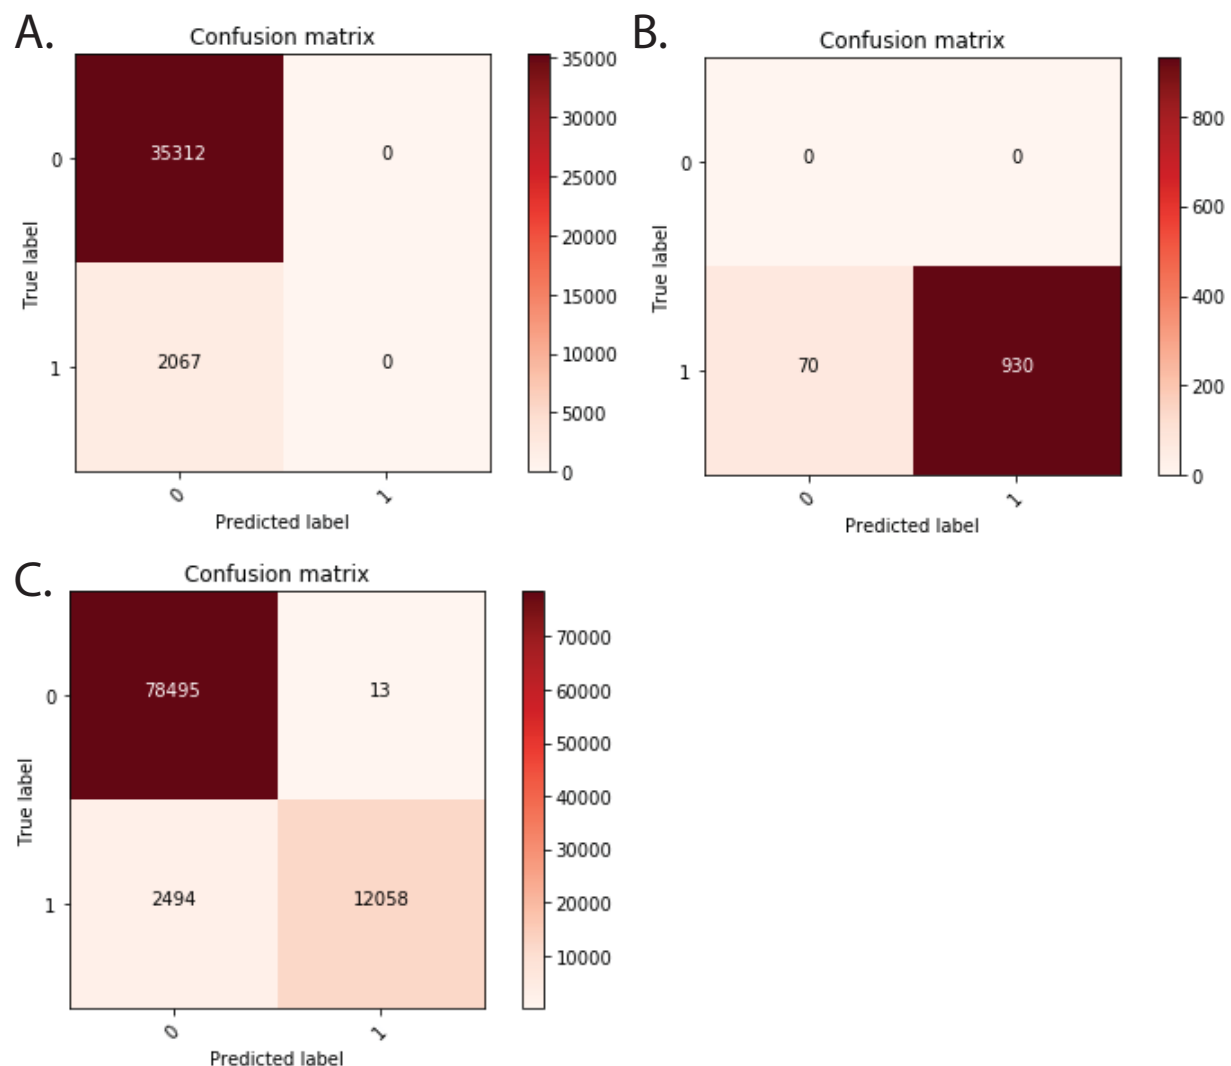 A.
Confusion matrix
35000
30000
25000
20000
15000
10000
5000
0
True label
0
1
35312 0
2067 0
0 1
Predicted label
B.
Confusion matrix
800
600
400
200
0
True label
0
1
0 0
70 930
0 1
Predicted label
C.
Confusion matrix
70000
60000
50000
40000
30000
20000
10000
True label
0
1
78495 13
2494 12058
0 1
Predicted label